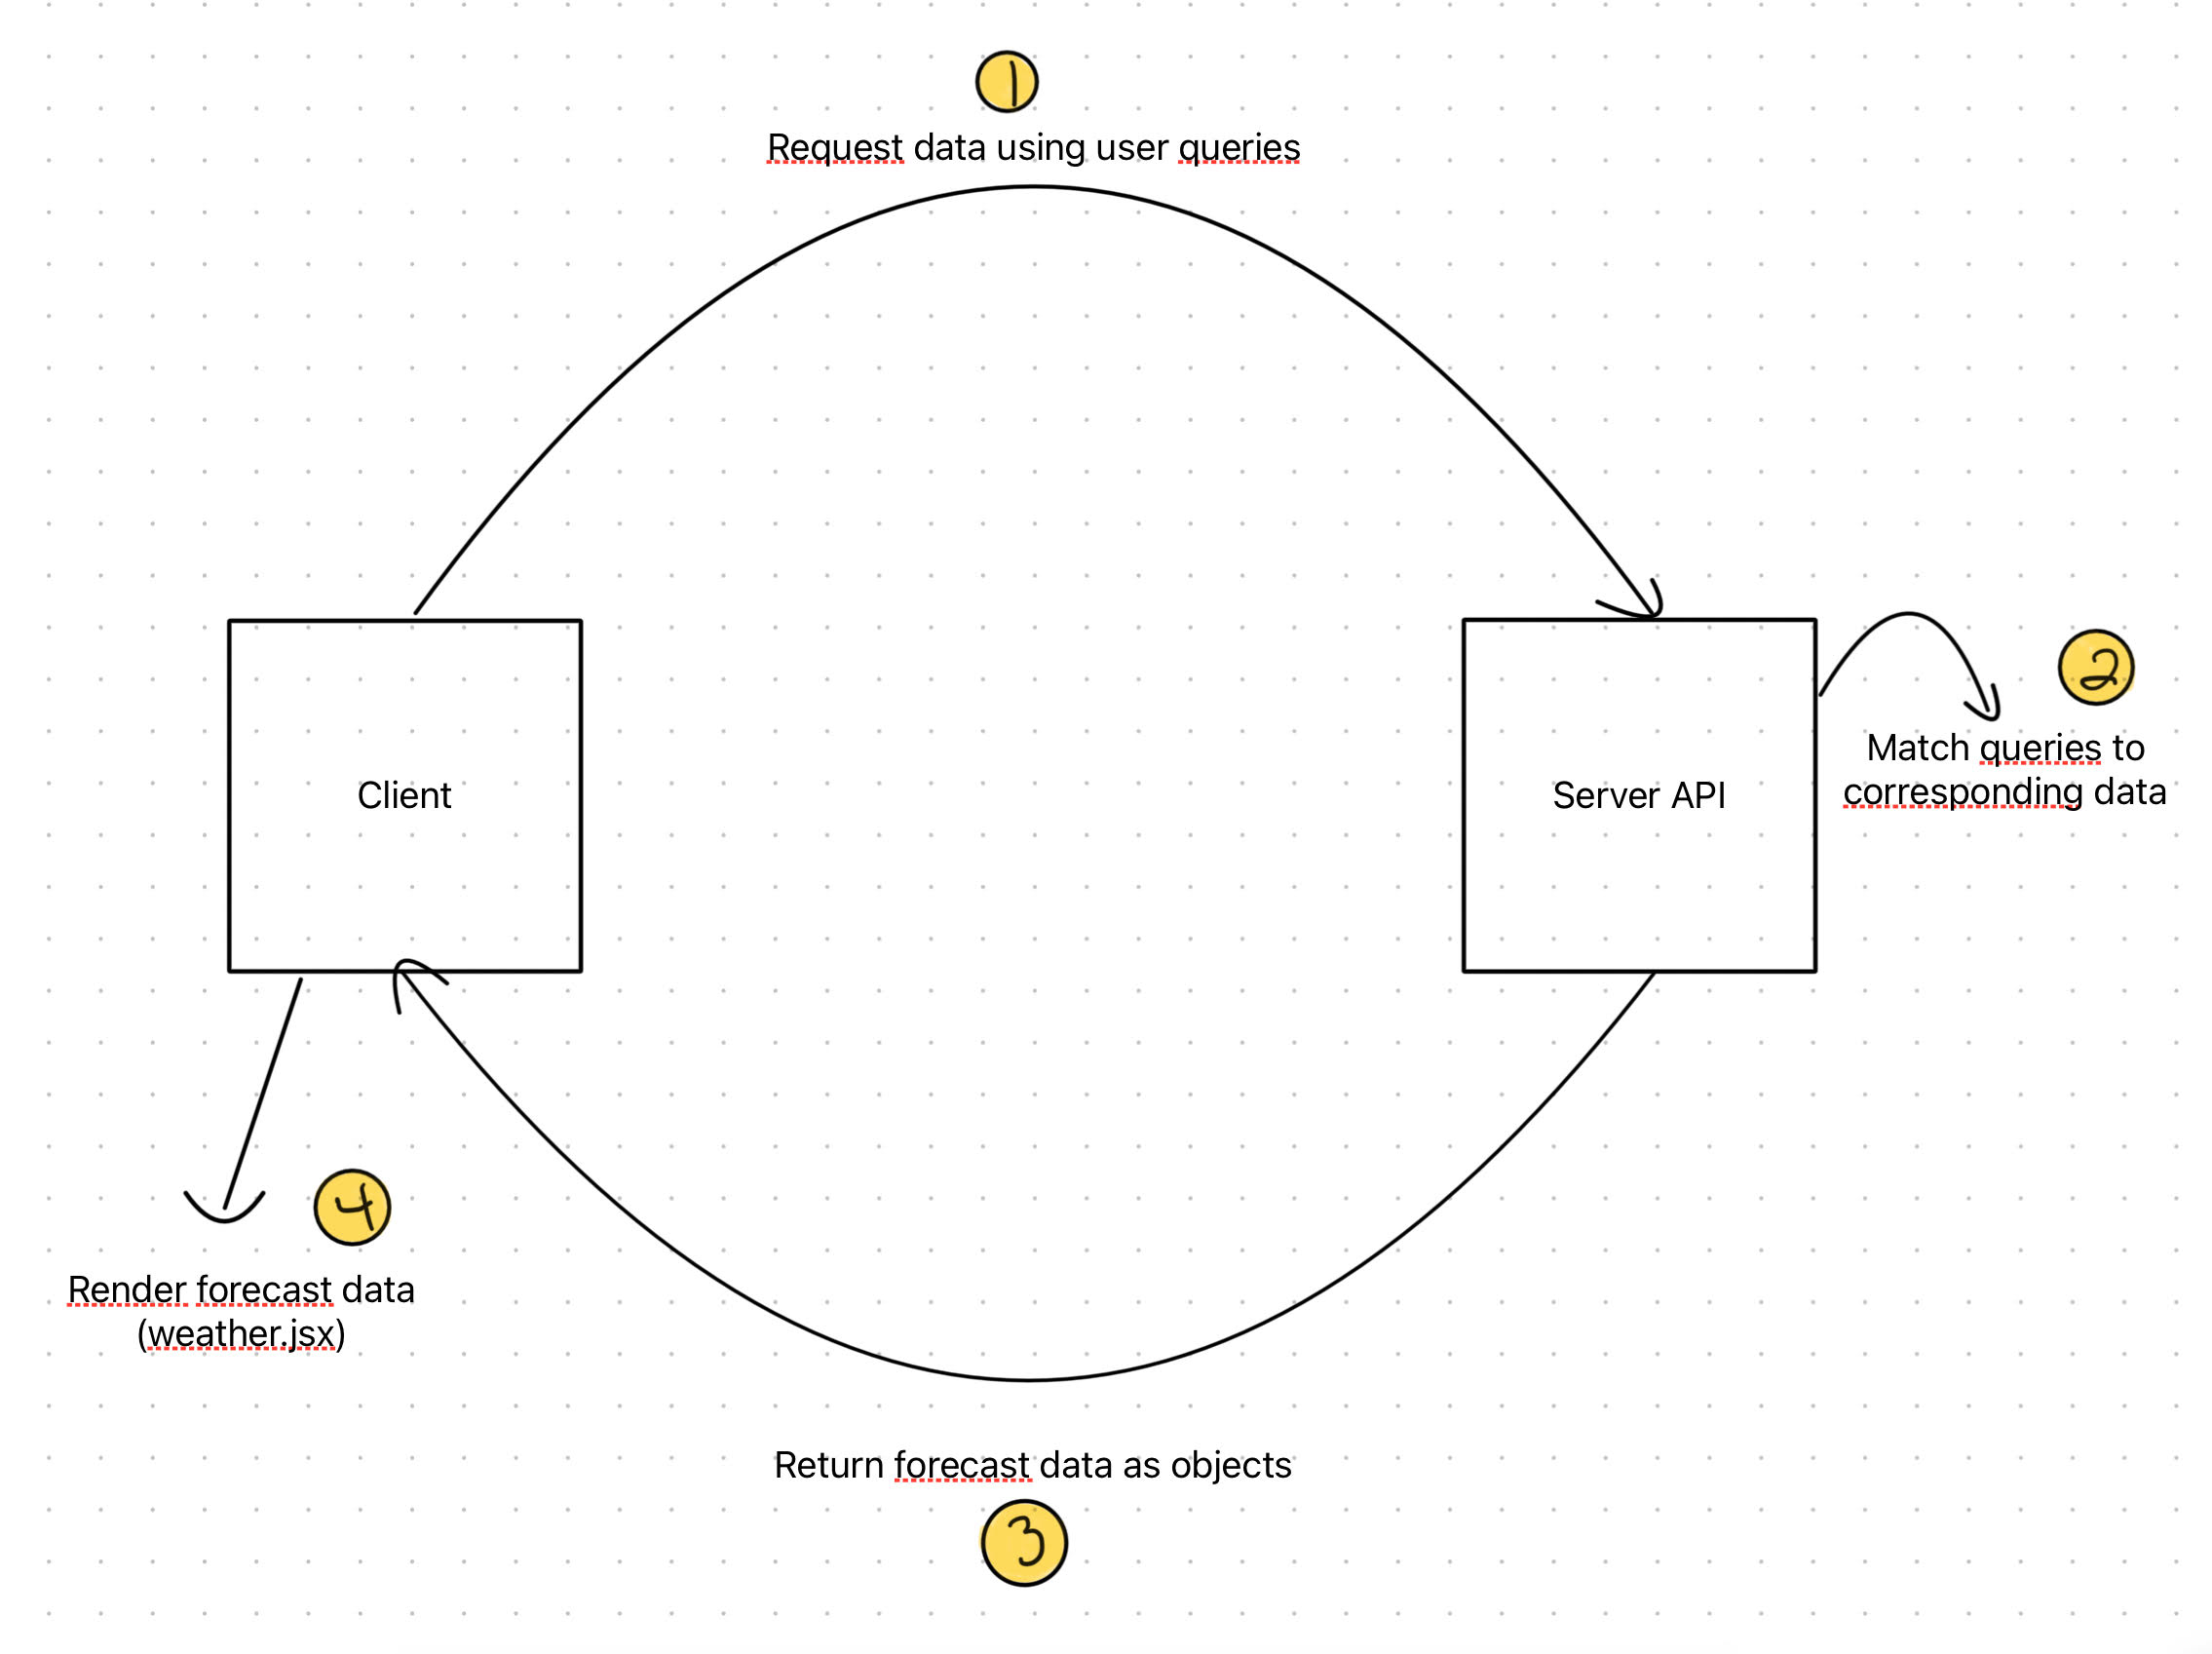 1
Request data using user queries
Client
Server API
2
Match queries to
corresponding data
4
Render forecast data
(weather.jsx)
Return forecast data as objects
3